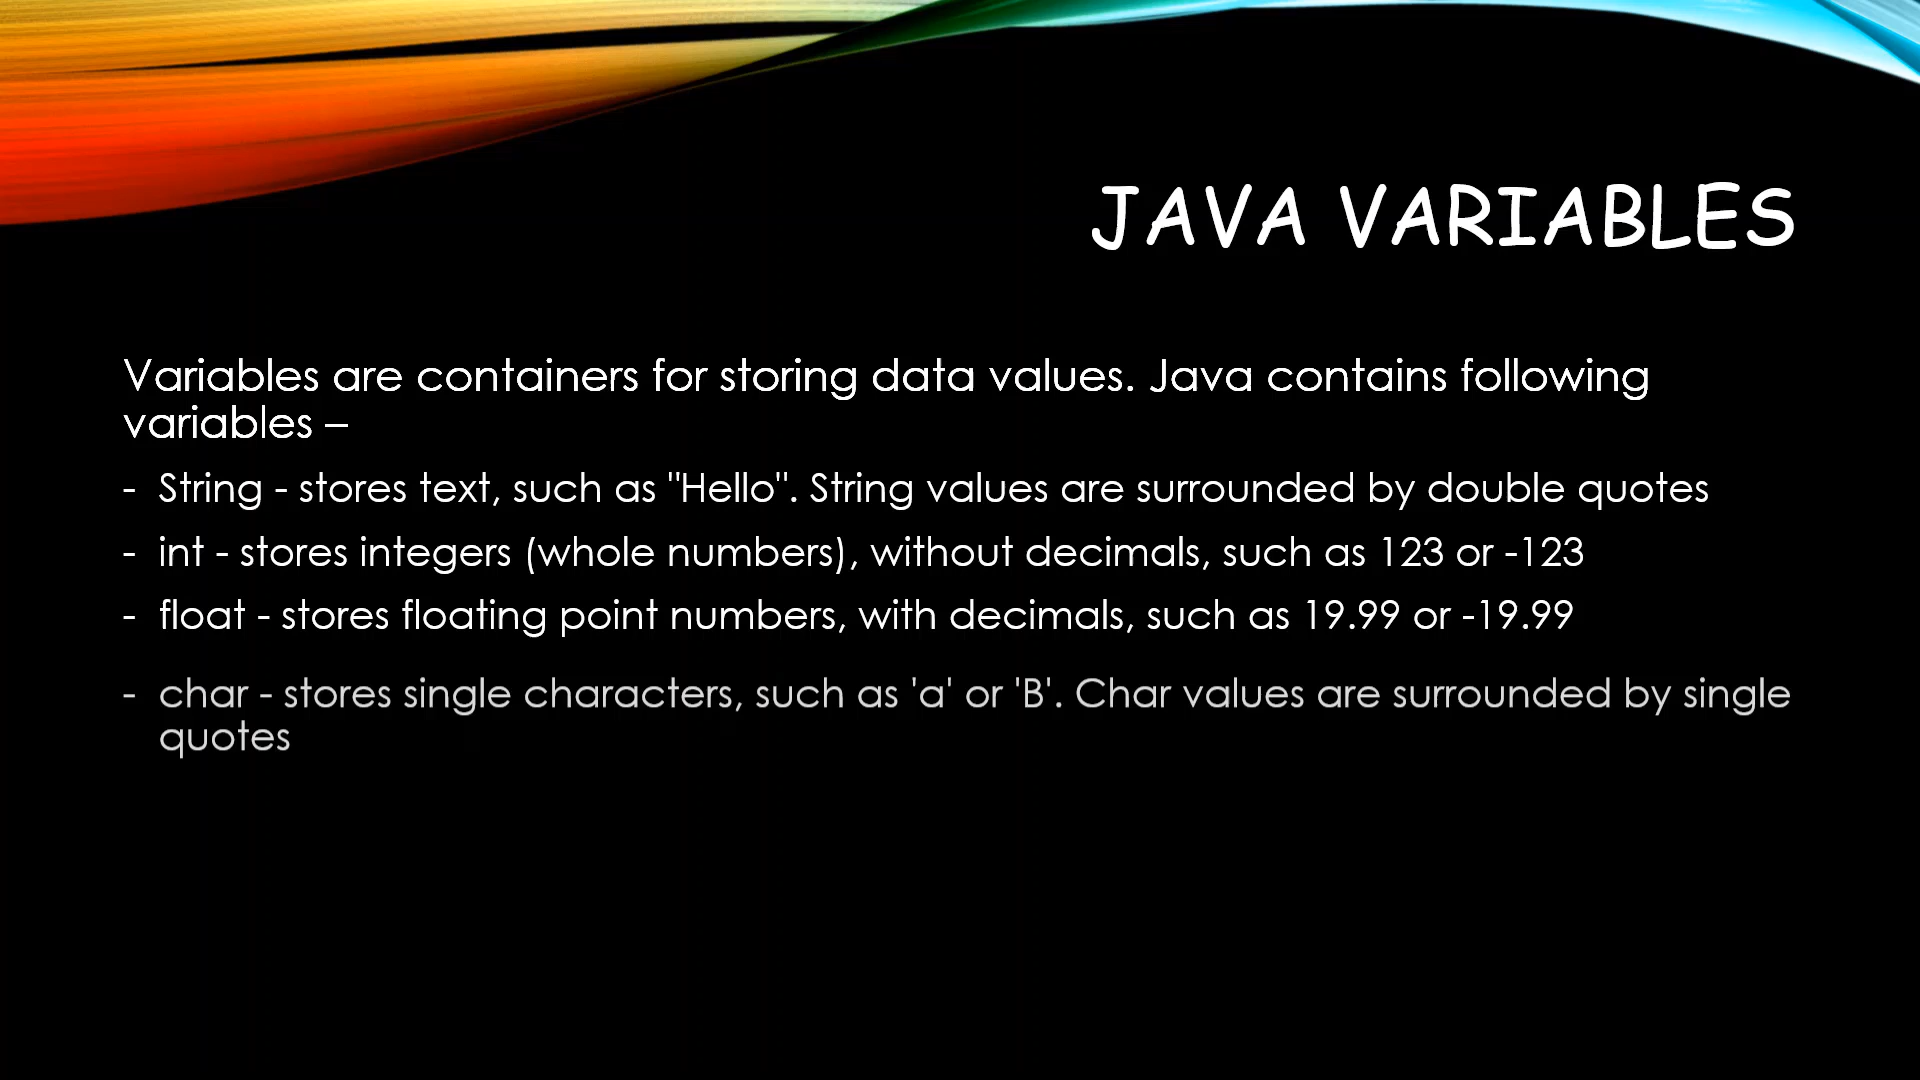 JAVA VARIABLES
Variables are containers for storing data values. Java contains following
variables –
- String - stores text, such as "Hello". String values are surrounded by double quotes
- int - stores integers (whole numbers), without decimals, such as 123 or -123
- float - stores floating point numbers, with decimals, such as 19.99 or -19.99
- char - stores single characters, such as 'a' or 'B'. Char values are surrounded by single
quotes